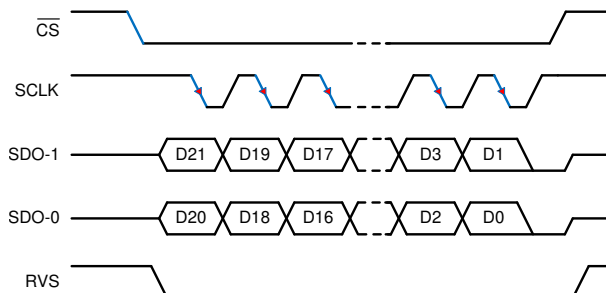 CS
SCLK
SDO-1 D21 D19 D17 D3 D1
SDO-0 D20 D18 D16 D2 D0
RVS